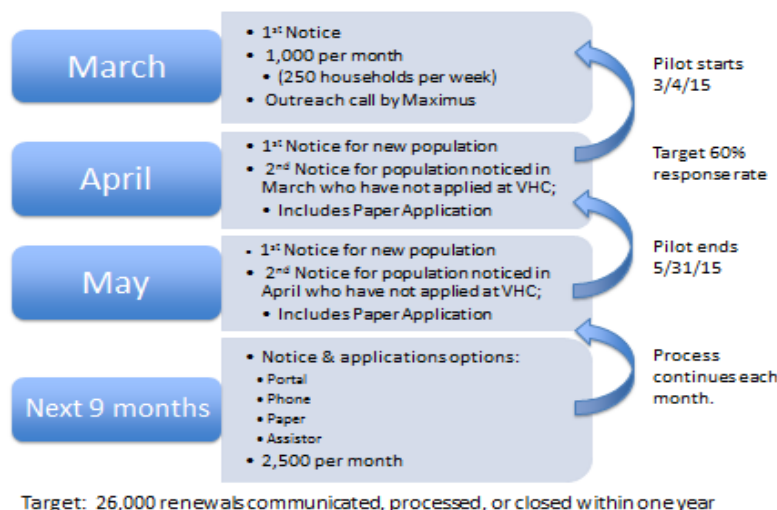 March
• 1st Notice
• 1,000 per month
• (250 households per week)
• Outreach call by Maximus
Pilot starts
3/4/15
April
• 1st Notice for new population
• 2nd Notice for population noticed in
March who have not applied at VHC;
• Includes Paper Application
Target 60%
response rate
May
• 1st Notice for new population
• 2nd Notice for population noticed in
April who have not applied at VHC;
• Includes Paper Application
Pilot ends
5/31/15
Next 9 months
• Notice & applications options:
• Portal
• Phone
• Paper
• Assistor
• 2,500 per month
Process
continues each
month.
Target: 26,000 renewals communicated, processed, or closed within one year